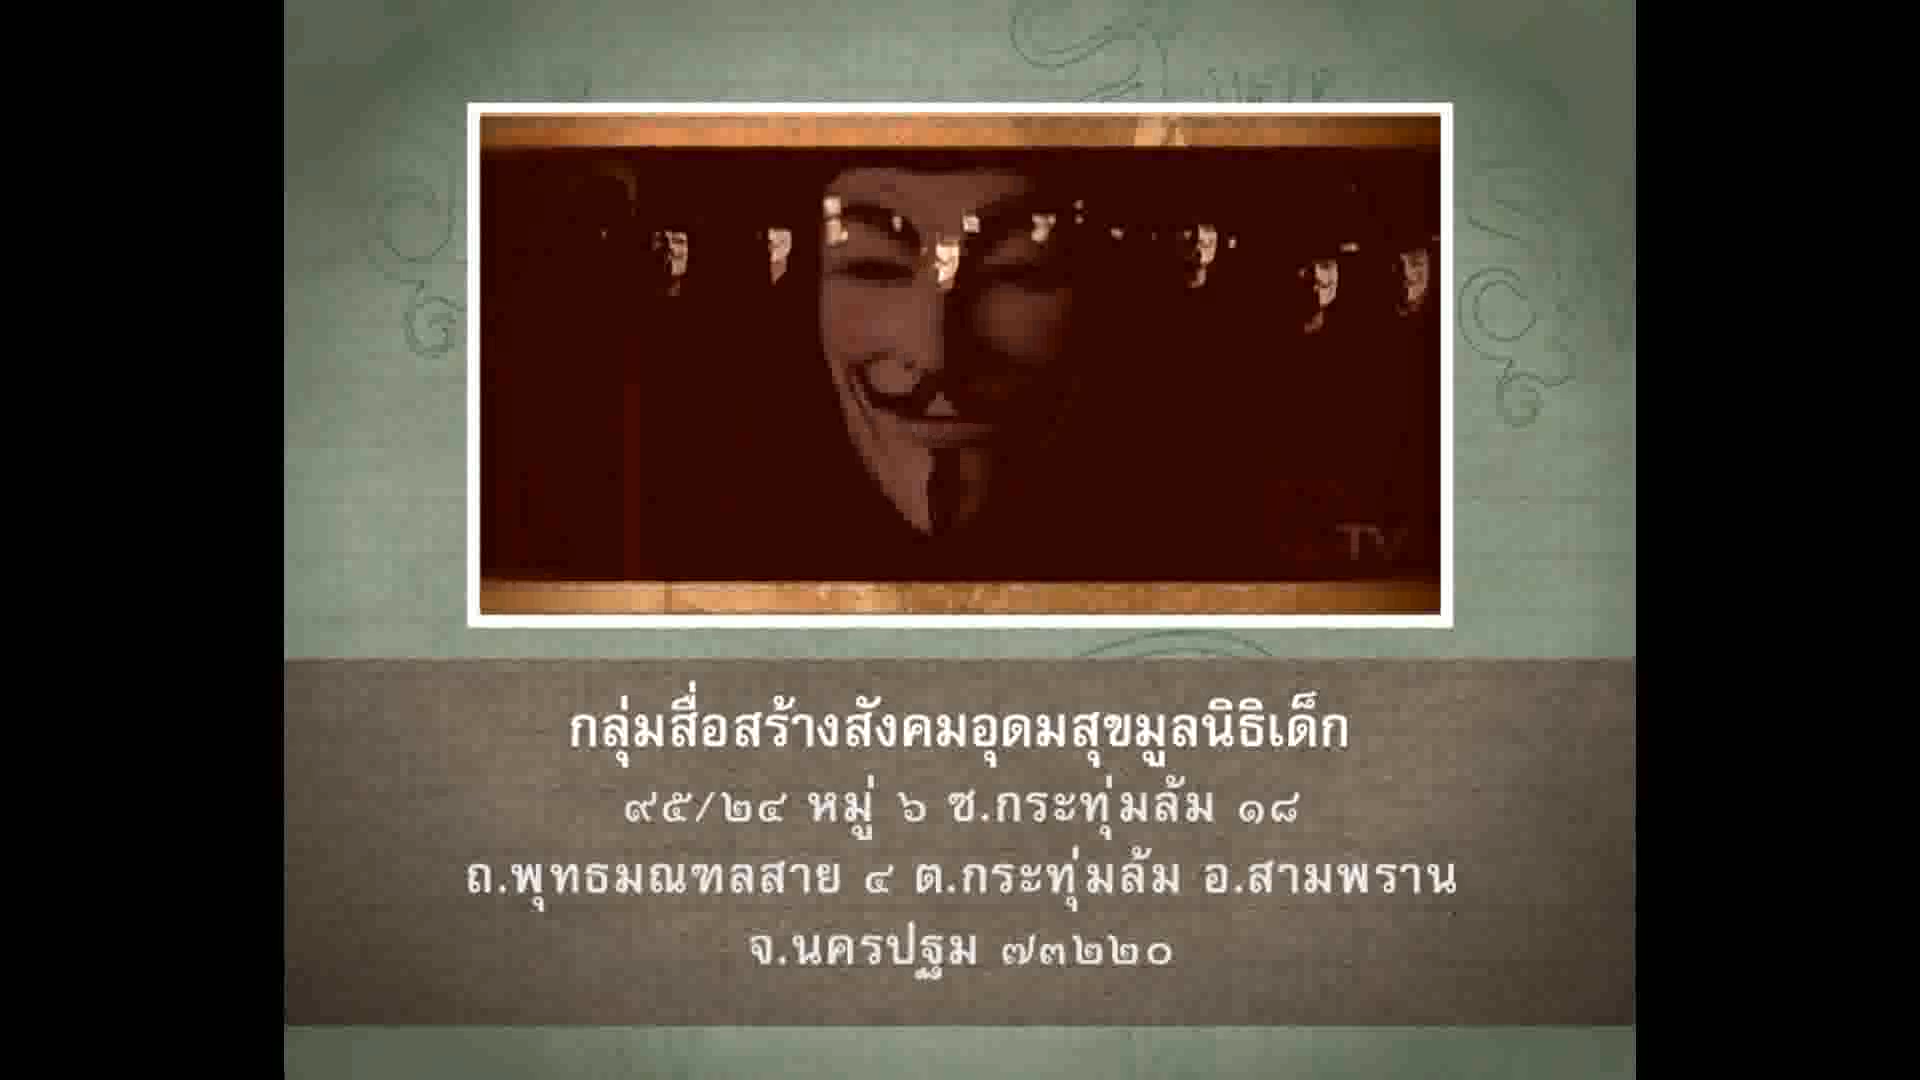 TV
กลุ่มสื่อสร้างสังคมอุดมสุขมูลนิธิเด็ก
๙๕/๒๔ หมู่ ๖ ซ.กระทุ่มล้ม ๑๘
ถ.พุทธมณฑลสาย ๔ ต.กระทุ่มล้ม อ.สามพราน
จ.นครปฐม ๗๓๒๒๐